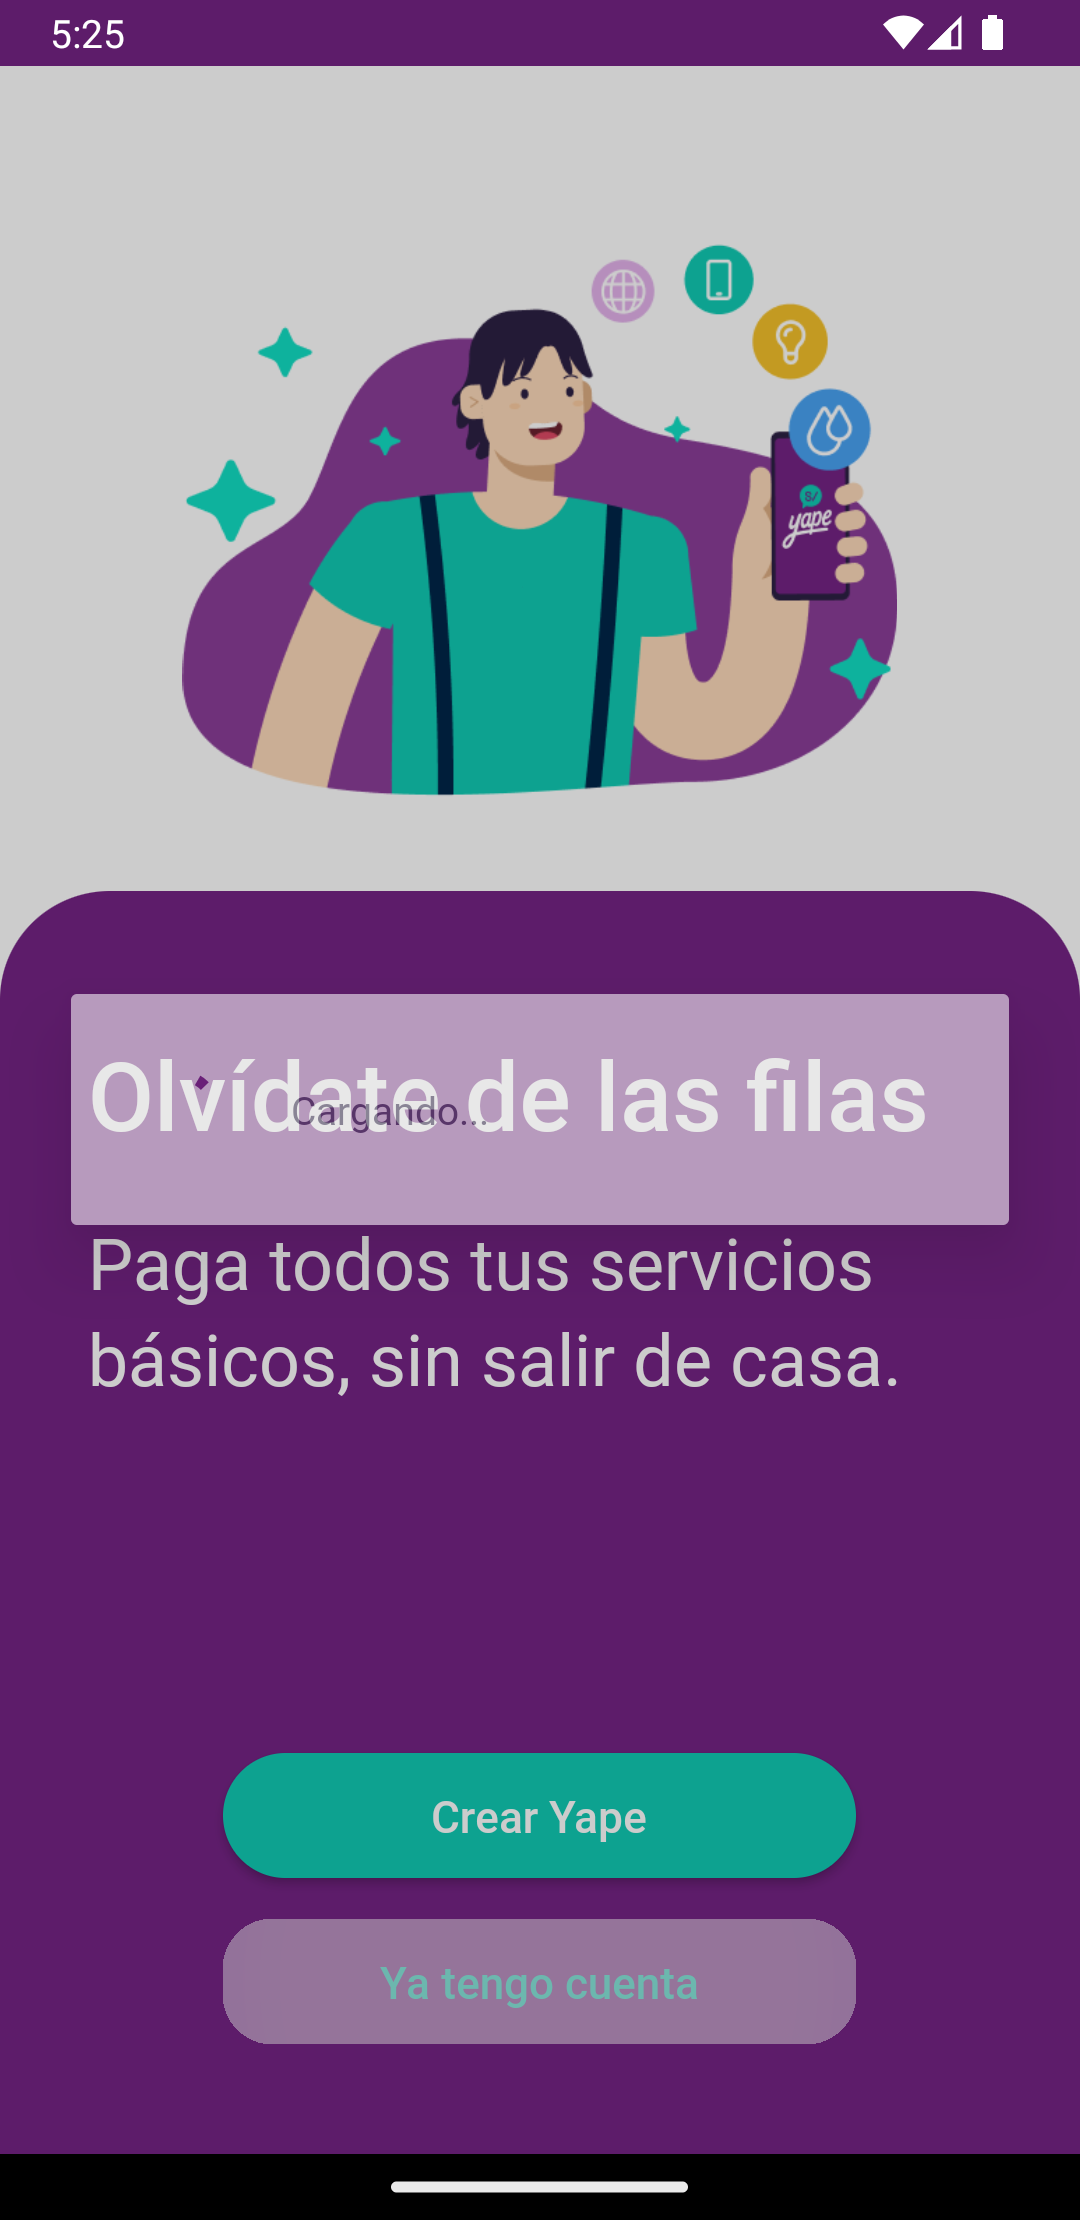 5:25
S/
yape
Olvídate de las filas
Cargando...
Paga todos tus servicios
básicos, sin salir de casa.
Crear Yape
Ya tengo cuenta